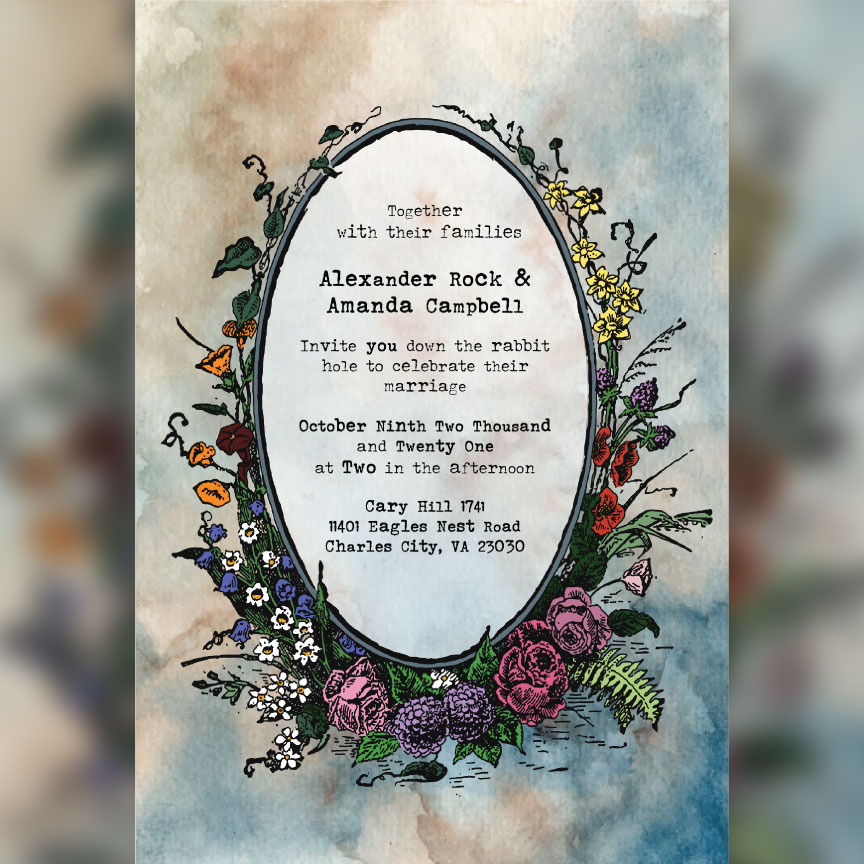 Together
with their families
Alexander Rock &
Amanda Campbell
Invite you down the rabbit
hole to celebrate their
marriage
October Ninth Two Thousand
and Twenty One
at Two in the afternoon
Cary Hill 1741
11401 Eagles Nest Road
Charles City, VA 23030